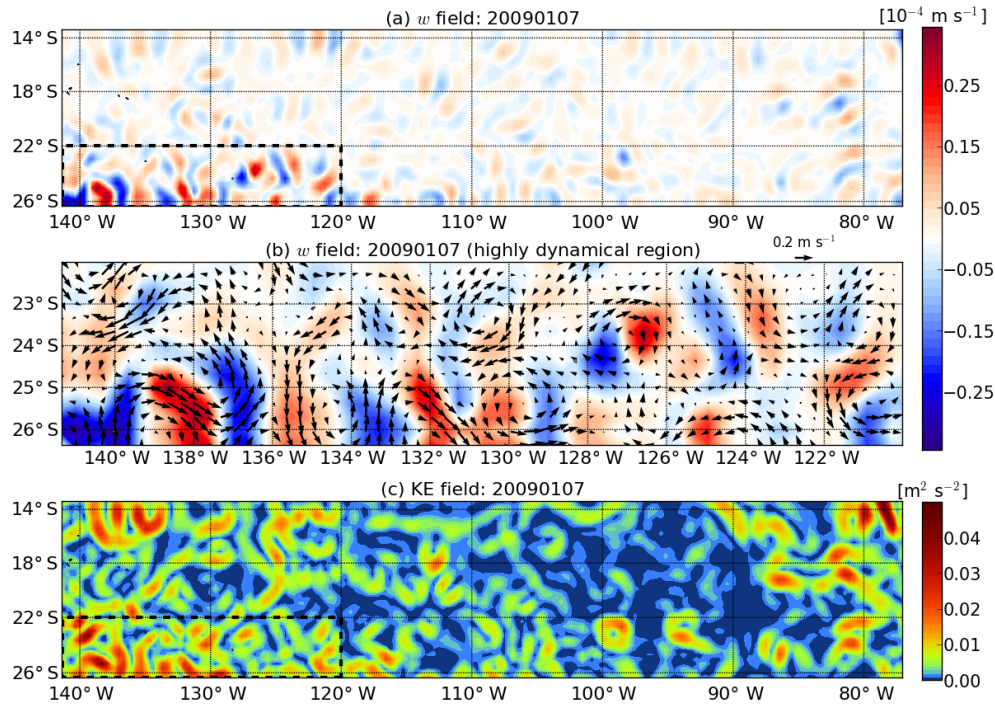 (a) w field: 20090107
[10⁻⁴ m s⁻¹]
14° S
18° S
22° S
26° S
140° W 130° W 120° W 110° W 100° W 90° W 80° W
0.25
0.15
0.05
−0.05
−0.15
−0.25
(b) w field: 20090107 (highly dynamical region)
0.2 m s⁻¹
23° S
24° S
25° S
26° S
140° W 138° W 136° W 134° W 132° W 130° W 128° W 126° W 124° W 122° W
(c) KE field: 20090107
[m² s⁻²]
14° S
18° S
22° S
26° S
140° W 130° W 120° W 110° W 100° W 90° W 80° W
0.04
0.03
0.02
0.01
0.00